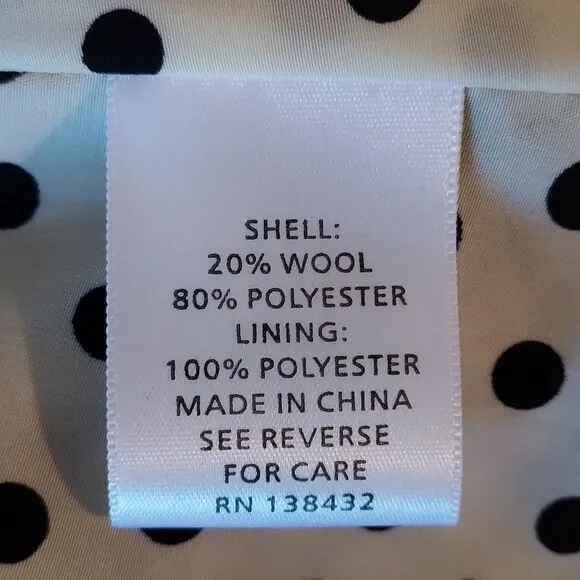 SHELL:
20% WOOL
80% POLYESTER
LINING:
100% POLYESTER
MADE IN CHINA
SEE REVERSE
FOR CARE
RN 138432